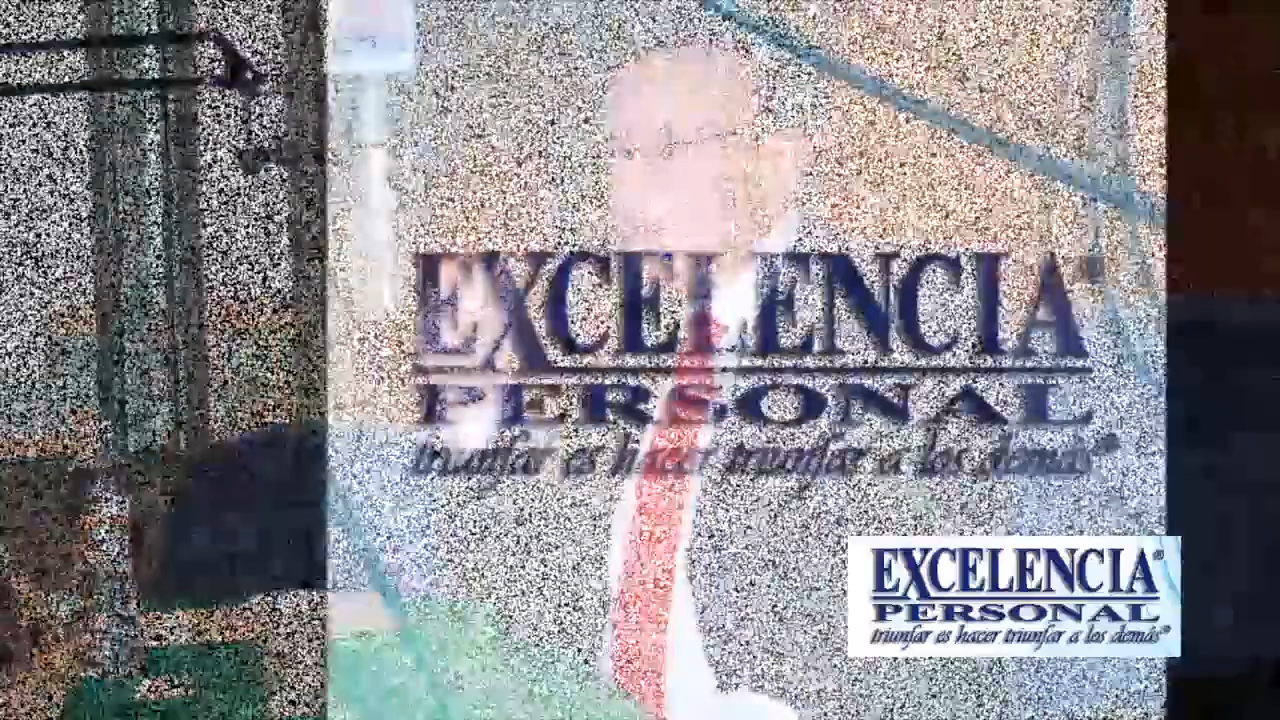 EXCELENCIA
PERSONAL
triunfar es hacer triunfar a los demás®
EXCELENCIA®
PERSONAL
triunfar es hacer triunfar a los demás®